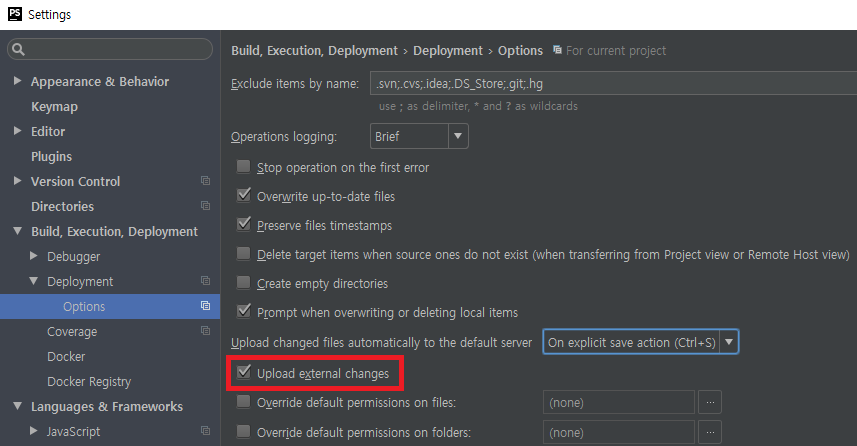 PS Settings
Build, Execution, Deployment › Deployment › Options For current project
Appearance & Behavior
Keymap
Editor
Plugins
Version Control
Directories
Build, Execution, Deployment
Debugger
Deployment
Options
Coverage
Docker
Docker Registry
Languages & Frameworks
JavaScript
Exclude items by name: .svn;.cvs;.idea;.DS_Store;.git;.hg
use ; as delimiter, * and ? as wildcards
Operations logging: Brief
Stop operation on the first error
Overwrite up-to-date files
Preserve files timestamps
Delete target items when source ones do not exist (when transferring from Project view or Remote Host view)
Create empty directories
Prompt when overwriting or deleting local items
Upload changed files automatically to the default server On explicit save action (Ctrl+S)
Upload external changes
Override default permissions on files: (none) ...
Override default permissions on folders: (none) ...